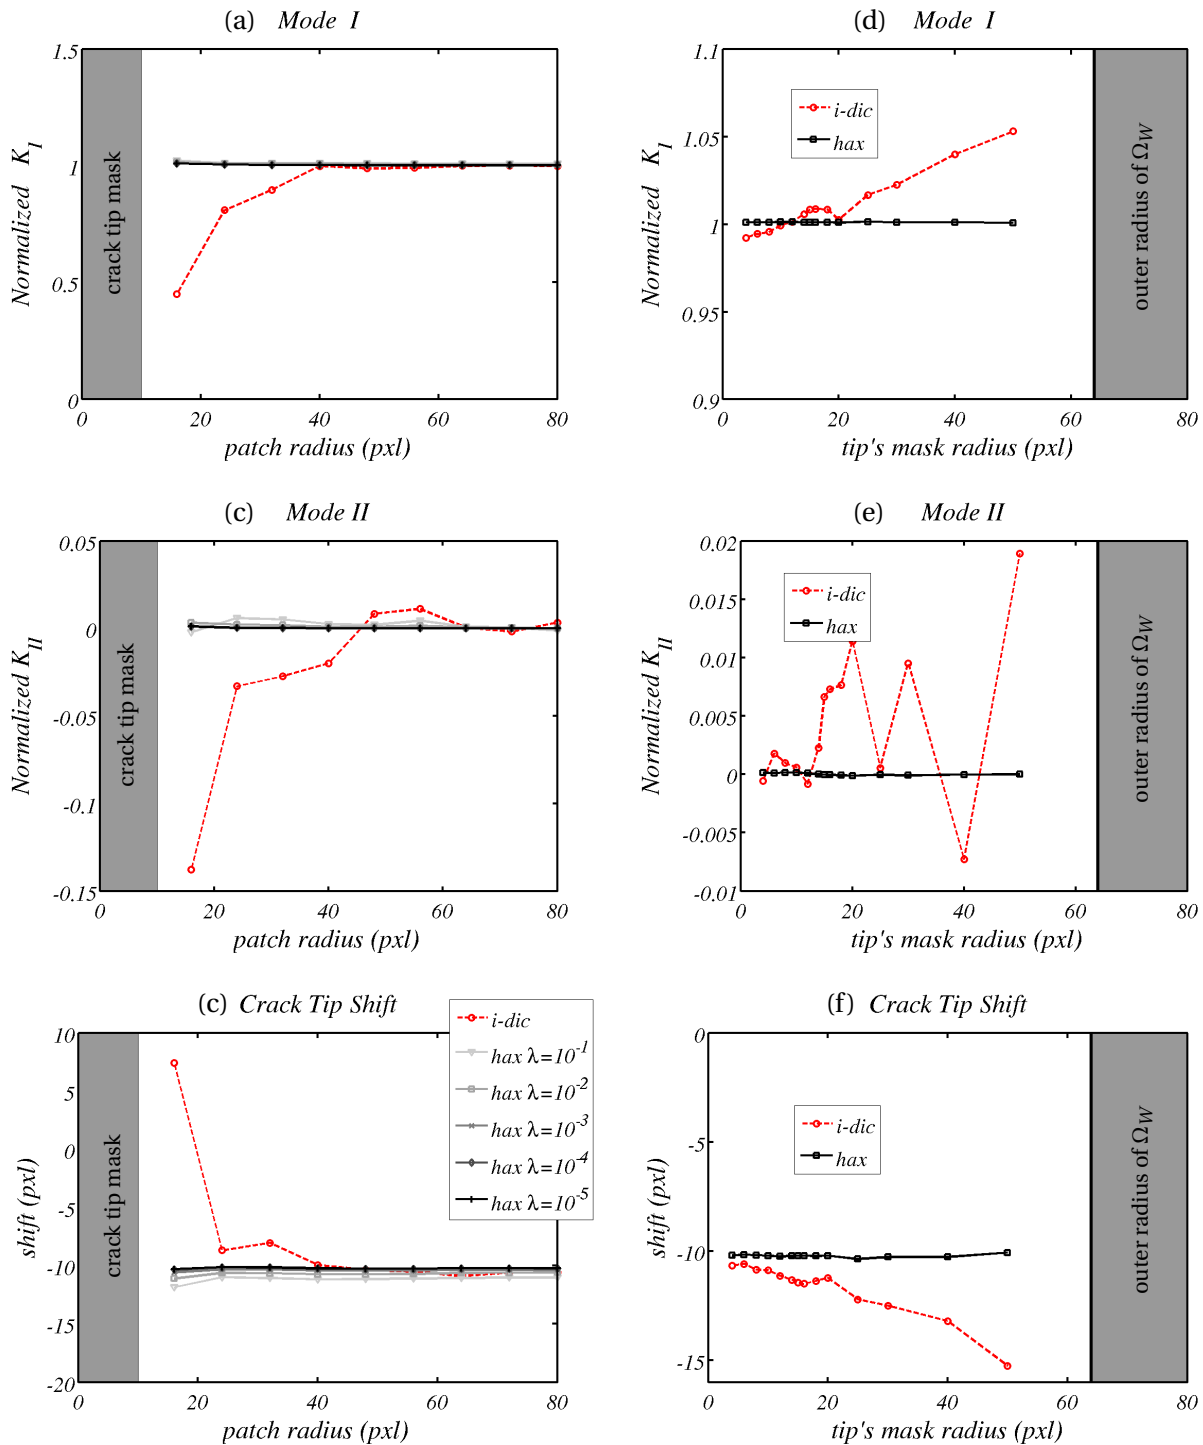 (a) Mode I
1.5
1
0.5
0
Normalized K_I
crack tip mask
0 20 40 60 80
patch radius (pxl)
(d) Mode I
1.1
1.05
1
0.95
0.9
Normalized K_I
i-dic
hax
outer radius of Ω_W
0 20 40 60 80
tip's mask radius (pxl)
(c) Mode II
0.05
0
-0.05
-0.1
-0.15
Normalized K_II
crack tip mask
0 20 40 60 80
patch radius (pxl)
(e) Mode II
0.02
0.015
0.01
0.005
0
-0.005
-0.01
Normalized K_II
i-dic
hax
outer radius of Ω_W
0 20 40 60 80
tip's mask radius (pxl)
(c) Crack Tip Shift
10
5
0
-5
-10
-15
-20
shift (pxl)
crack tip mask
i-dic
hax λ=10^-1
hax λ=10^-2
hax λ=10^-3
hax λ=10^-4
hax λ=10^-5
0 20 40 60 80
patch radius (pxl)
(f) Crack Tip Shift
0
-5
-10
-15
shift (pxl)
i-dic
hax
outer radius of Ω_W
0 20 40 60 80
tip's mask radius (pxl)